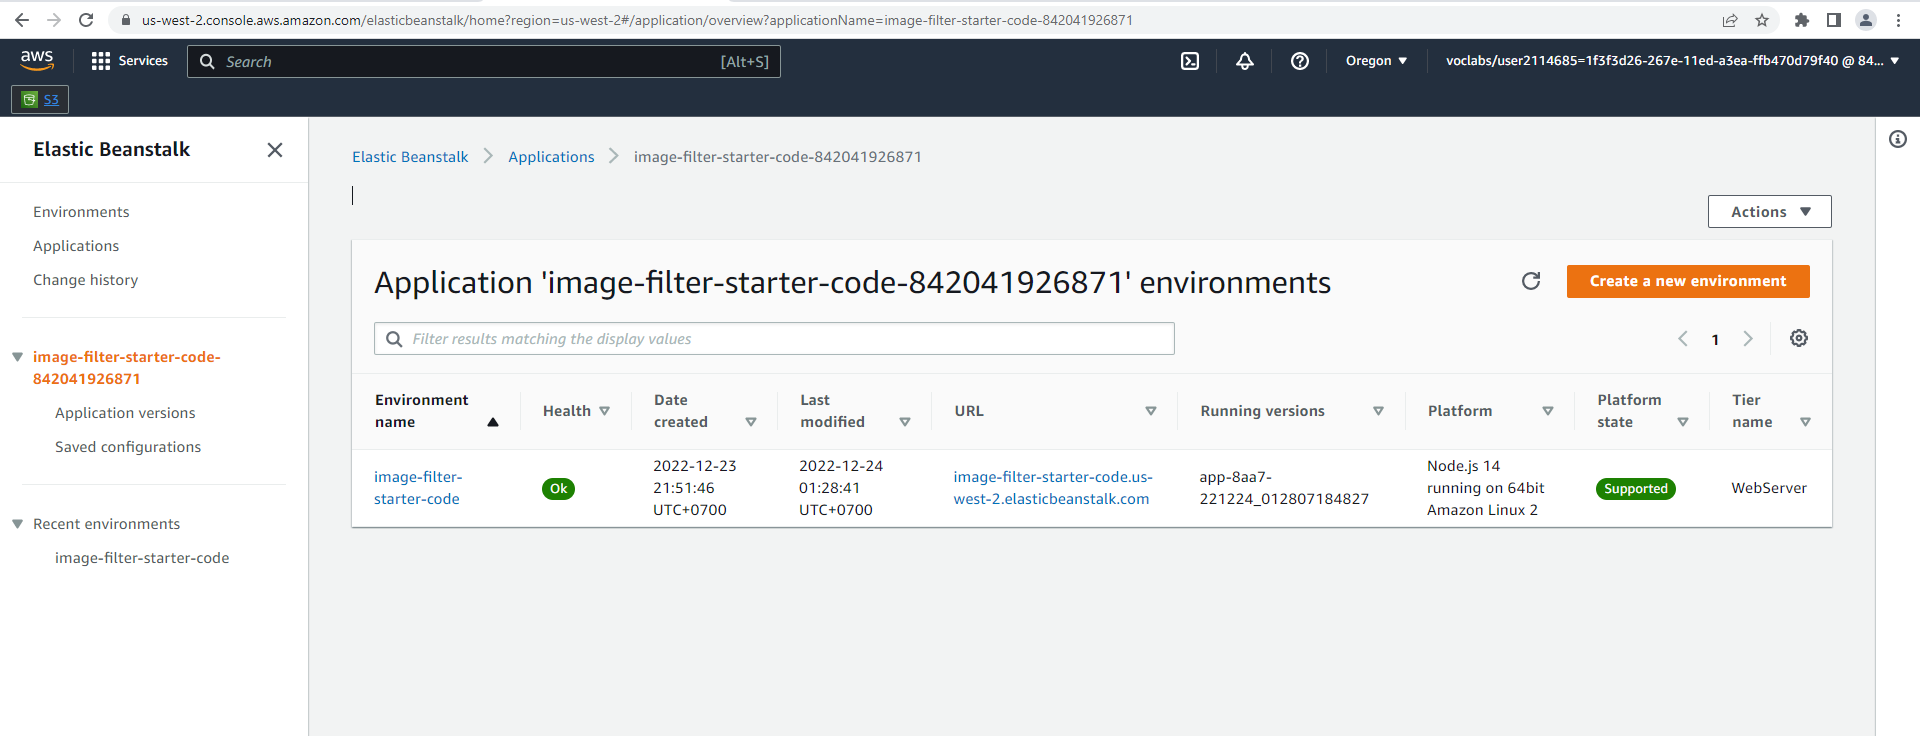 us-west-2.console.aws.amazon.com/elasticbeanstalk/home?region=us-west-2#/application/overview?applicationName=image-filter-starter-code-842041926871
aws
Services
Search
[Alt+S]
Oregon
voclabs/user2114685=1f3f3d26-267e-11ed-a3ea-ffb470d79f40 @ 84...
S3
Elastic Beanstalk
Environments
Applications
Change history
image-filter-starter-code-
842041926871
Application versions
Saved configurations
Recent environments
image-filter-starter-code
Elastic Beanstalk
Applications
image-filter-starter-code-842041926871
Actions
Application 'image-filter-starter-code-842041926871' environments
Create a new environment
Filter results matching the display values
1
Environment
name
Health
Date
created
Last
modified
URL
Running versions
Platform
Platform
state
Tier
name
image-filter-
starter-code
Ok
2022-12-23
21:51:46
UTC+0700
2022-12-24
01:28:41
UTC+0700
image-filter-starter-code.us-
west-2.elasticbeanstalk.com
app-8aa7-
221224_012807184827
Node.js 14
running on 64bit
Amazon Linux 2
Supported
WebServer